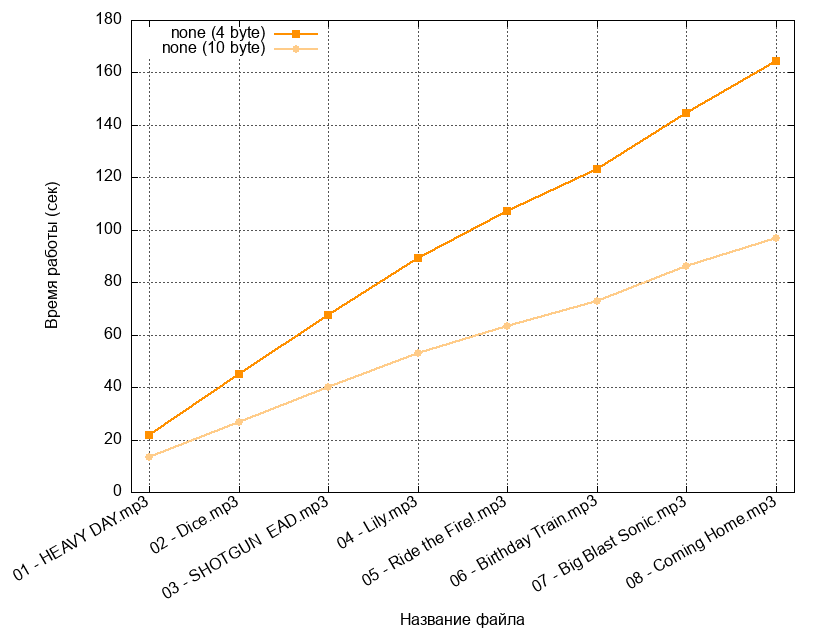 180
160
140
120
100
80
60
40
20
0
none (4 byte)
none (10 byte)
Время работы (сек)
01 - HEAVY DAY.mp3
02 - Dice.mp3
03 - SHOTGUN  EAD.mp3
04 - Lily.mp3
05 - Ride the Fire!.mp3
06 - Birthday Train.mp3
07 - Big Blast Sonic.mp3
08 - Coming Home.mp3
Название файла